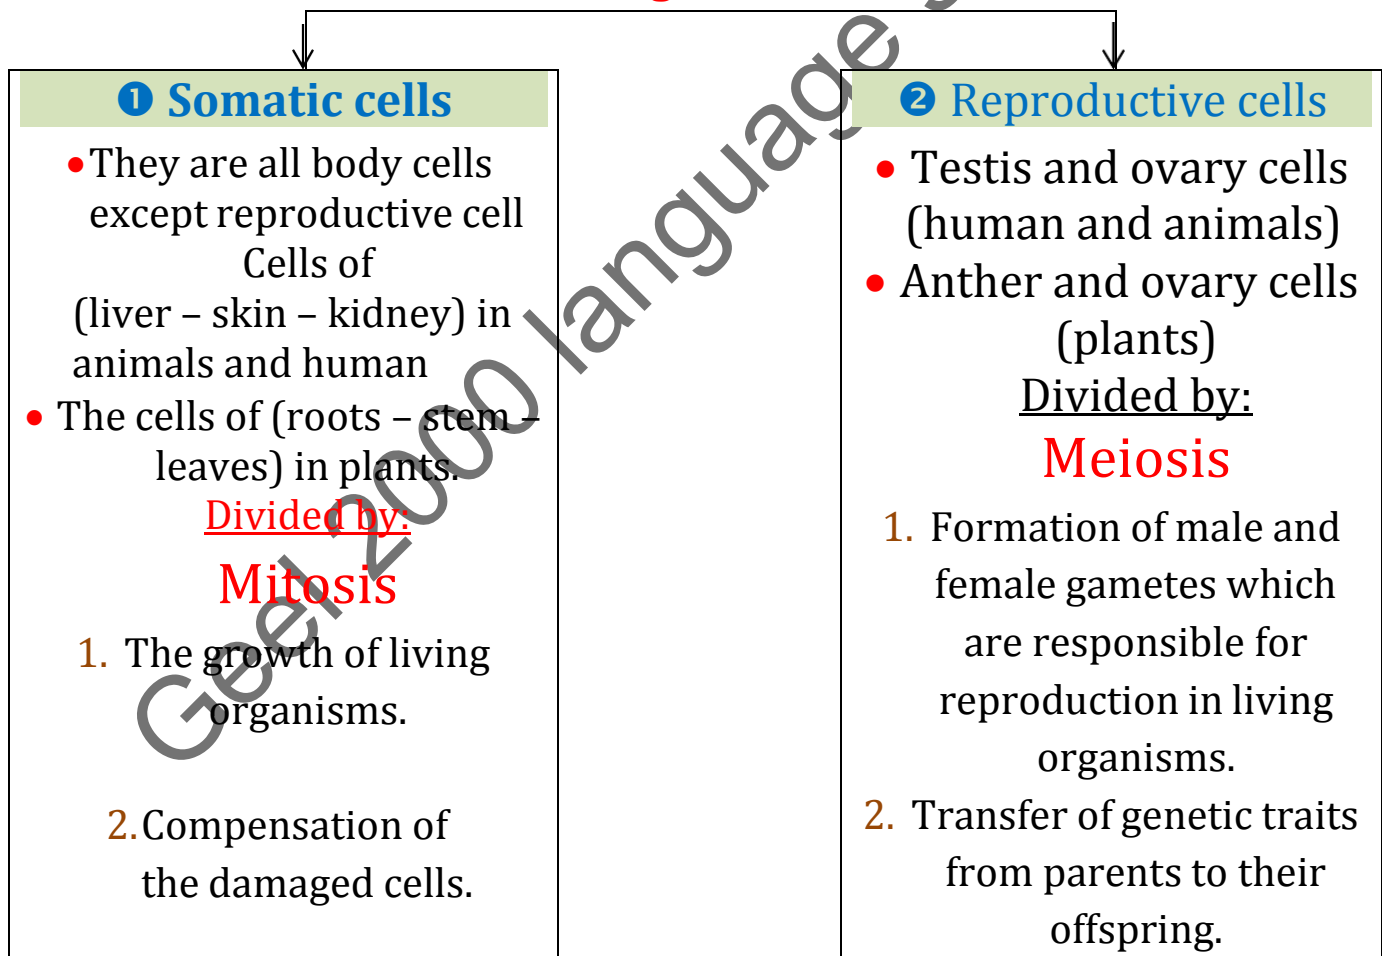 ❶ Somatic cells
•They are all body cells
except reproductive cell
Cells of
(liver – skin – kidney) in
animals and human
• The cells of (roots – stem –
leaves) in plants.
Divided by:
Mitosis
1. The growth of living
organisms.
2.Compensation of
the damaged cells.
❷ Reproductive cells
• Testis and ovary cells
(human and animals)
• Anther and ovary cells
(plants)
Divided by:
Meiosis
1. Formation of male and
female gametes which
are responsible for
reproduction in living
organisms.
2. Transfer of genetic traits
from parents to their
offspring.
Geel 2000 language